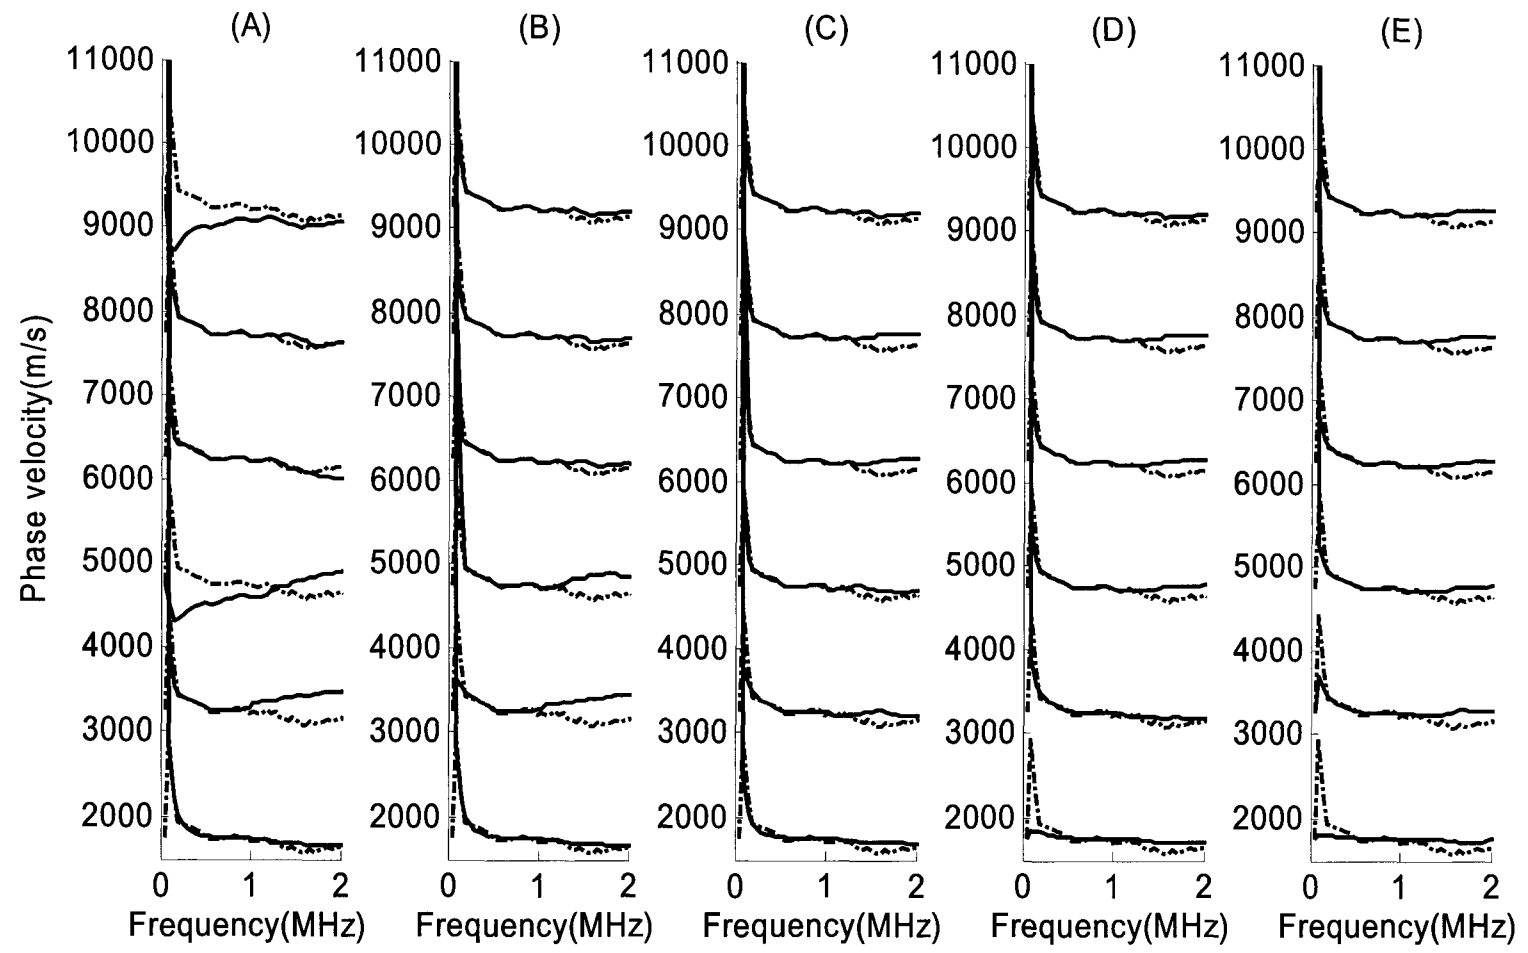 (A) (B) (C) (D) (E)
11000 11000 11000 11000 11000
10000 10000 10000 10000 10000
9000 9000 9000 9000 9000
8000 8000 8000 8000 8000
7000 7000 7000 7000 7000
6000 6000 6000 6000 6000
5000 5000 5000 5000 5000
4000 4000 4000 4000 4000
3000 3000 3000 3000 3000
2000 2000 2000 2000 2000
Phase velocity(m/s)
0 1 2 0 1 2 0 1 2 0 1 2 0 1 2
Frequency(MHz) Frequency(MHz) Frequency(MHz) Frequency(MHz) Frequency(MHz)